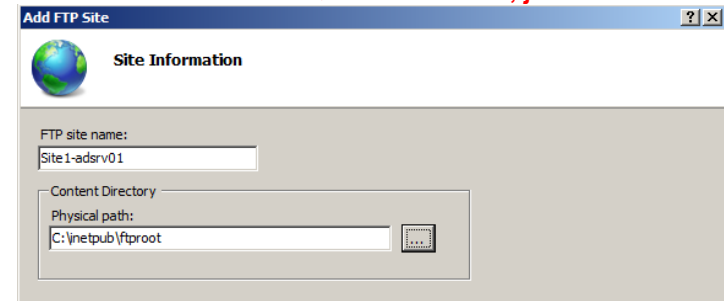 Add FTP Site
Site Information
FTP site name:
Site1-adsrv01
Content Directory
Physical path:
C:\inetpub\ftproot
...